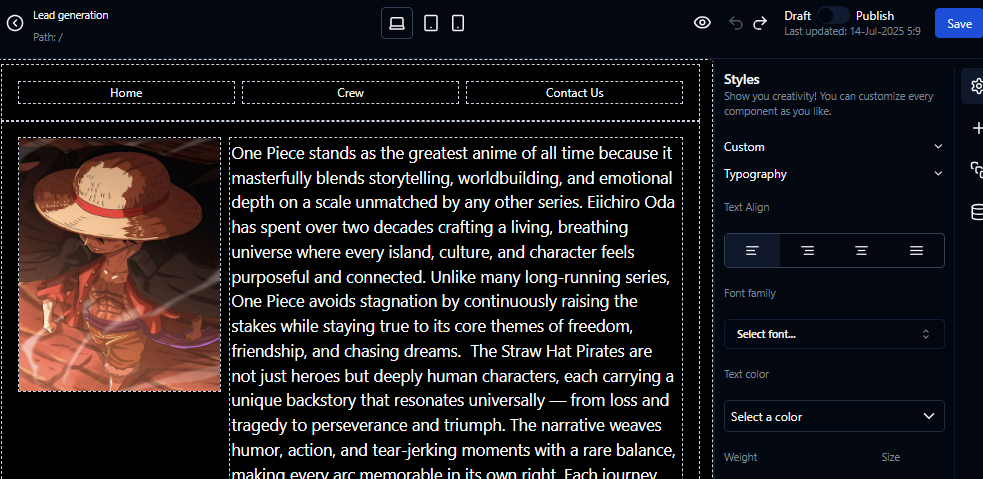 Lead generation
Path: /
Draft
Publish
Last updated: 14-Jul-2025 5:9
Save
Home
Crew
Contact Us
One Piece stands as the greatest anime of all time because it
masterfully blends storytelling, worldbuilding, and emotional
depth on a scale unmatched by any other series. Eiichiro Oda
has spent over two decades crafting a living, breathing
universe where every island, culture, and character feels
purposeful and connected. Unlike many long-running series,
One Piece avoids stagnation by continuously raising the
stakes while staying true to its core themes of freedom,
friendship, and chasing dreams.  The Straw Hat Pirates are
not just heroes but deeply human characters, each carrying a
unique backstory that resonates universally — from loss and
tragedy to perseverance and triumph. The narrative weaves
humor, action, and tear-jerking moments with a rare balance,
making every arc memorable in its own right. Each journey
Styles
Show you creativity! You can customize every
component as you like.
Custom
Typography
Text Align
Font family
Select font...
Text color
Select a color
Weight
Size